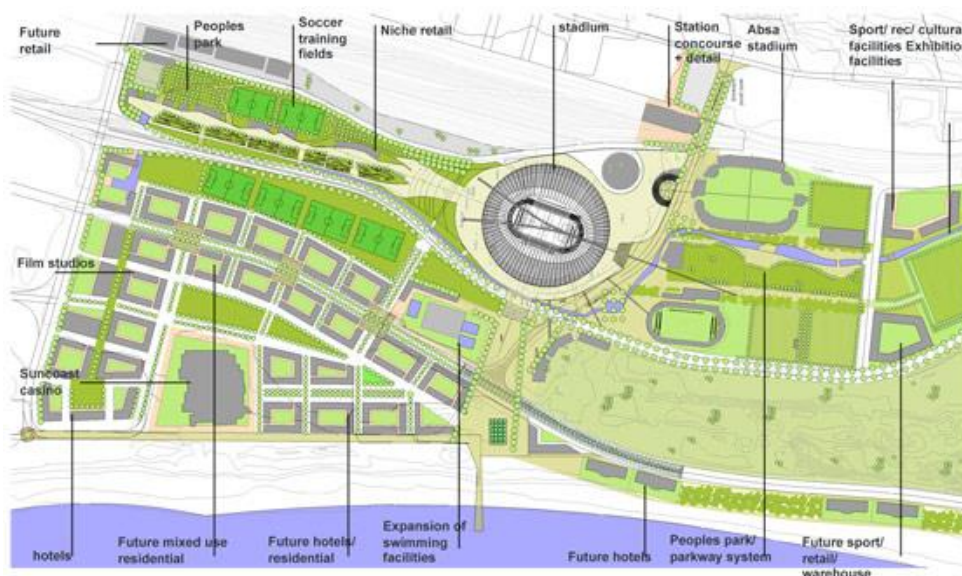 Future
retail
Peoples
park
Soccer
training
fields
Niche retail
stadium
Station
concourse
+ detail
Absa
stadium
Sport/ rec/ cultura
facilities Exhibitio
facilities
Film studios
Suncoast
casino
hotels
Future mixed use
residential
Future hotels/
residential
Expansion of
swimming
facilities
Future hotels
Peoples park/
parkway system
Future sport/
retail/
warehouse